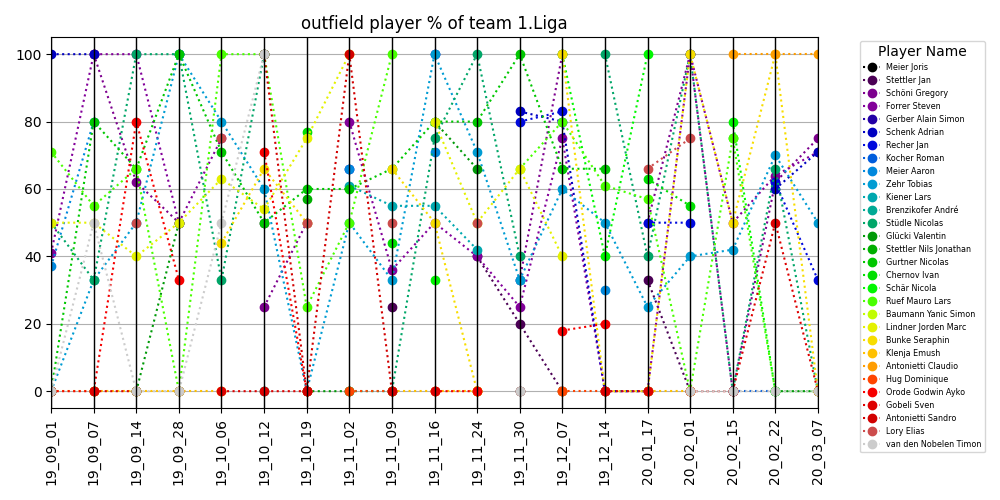 outfield player % of team 1.Liga
100
80
60
40
20
0
19_09_01
19_09_07
19_09_14
19_09_28
19_10_06
19_10_12
19_10_19
19_11_02
19_11_09
19_11_16
19_11_24
19_11_30
19_12_07
19_12_14
20_01_17
20_02_01
20_02_15
20_02_22
20_03_07
Player Name
Meier Joris
Stettler Jan
Schöni Gregory
Forrer Steven
Gerber Alain Simon
Schenk Adrian
Recher Jan
Kocher Roman
Meier Aaron
Zehr Tobias
Kiener Lars
Brenzikofer André
Stüdle Nicolas
Glücki Valentin
Stettler Nils Jonathan
Gurtner Nicolas
Chernov Ivan
Schär Nicola
Ruef Mauro Lars
Baumann Yanic Simon
Lindner Jorden Marc
Bunke Seraphin
Klenja Emush
Antonietti Claudio
Hug Dominique
Orode Godwin Ayko
Gobeli Sven
Antonietti Sandro
Lory Elias
van den Nobelen Timon